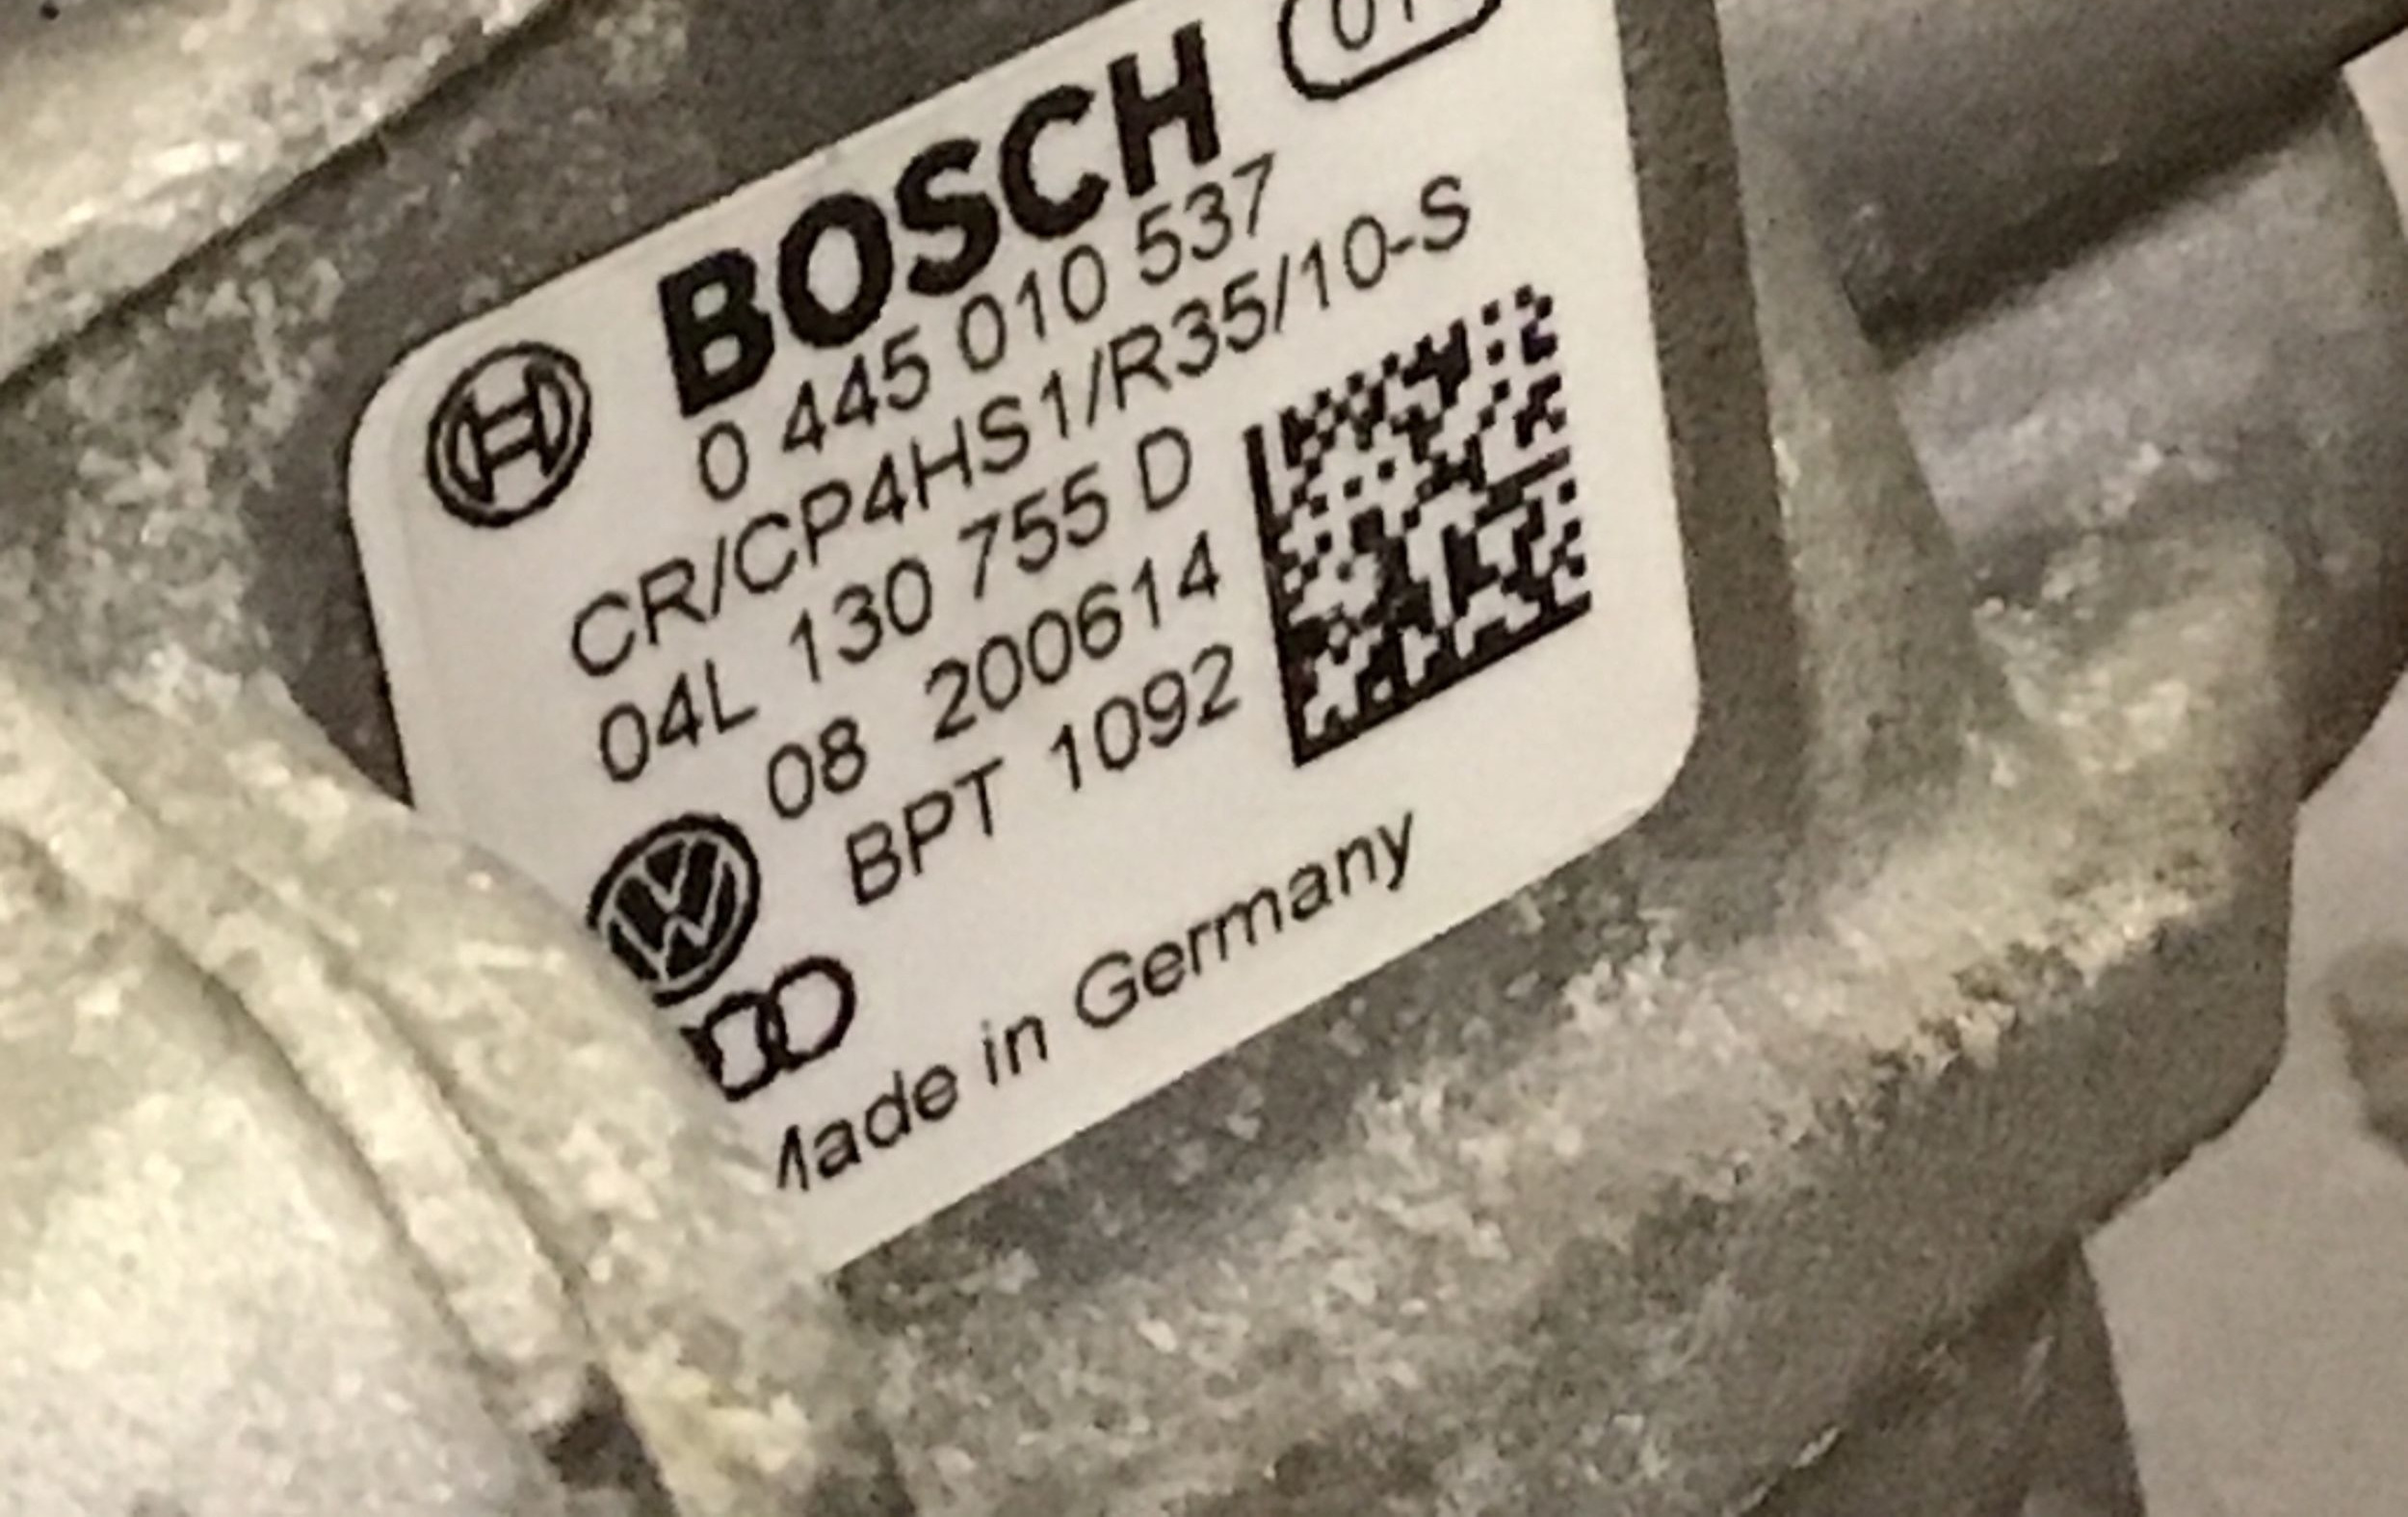 BOSCH
0 445 010 537
CR/CP4HS1/R35/10-S
04L 130 755 D
08 200614
BPT 1092
Made in Germany